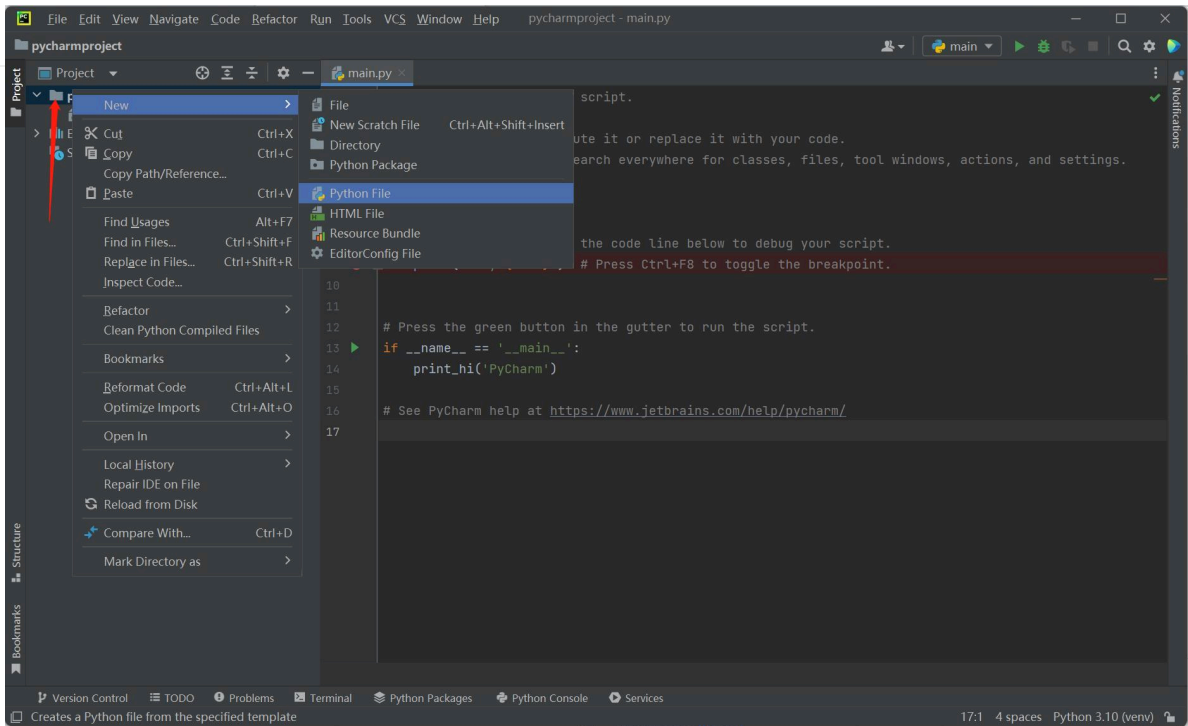 PC File Edit View Navigate Code Refactor Run Tools VCS Window Help pycharmproject - main.py
pycharmproject main
Project main.py
Project
Notifications
Structure
Bookmarks
New
Cut Ctrl+X
Copy Ctrl+C
Copy Path/Reference...
Paste Ctrl+V
Find Usages Alt+F7
Find in Files... Ctrl+Shift+F
Replace in Files... Ctrl+Shift+R
Inspect Code...
Refactor
Clean Python Compiled Files
Bookmarks
Reformat Code Ctrl+Alt+L
Optimize Imports Ctrl+Alt+O
Open In
Local History
Repair IDE on File
Reload from Disk
Compare With... Ctrl+D
Mark Directory as
File
New Scratch File Ctrl+Alt+Shift+Insert
Directory
Python Package
Python File
HTML File
Resource Bundle
EditorConfig File
script.
ute it or replace it with your code.
earch everywhere for classes, files, tool windows, actions, and settings.
the code line below to debug your script.
# Press Ctrl+F8 to toggle the breakpoint.
10
11
12 # Press the green button in the gutter to run the script.
13 if __name__ == '__main__':
14 print_hi('PyCharm')
15
16 # See PyCharm help at https://www.jetbrains.com/help/pycharm/
17
Version Control TODO Problems Terminal Python Packages Python Console Services
Creates a Python file from the specified template 17:1 4 spaces Python 3.10 (venv)